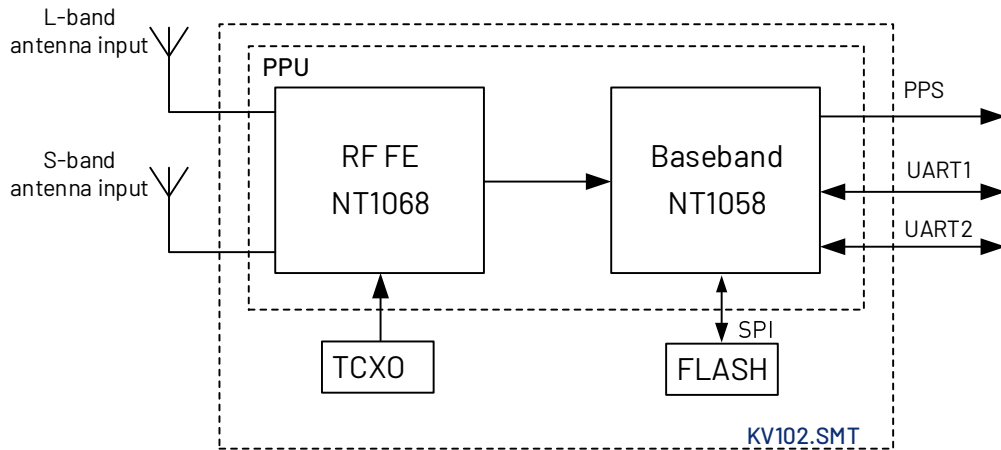 L-band
antenna input
PPU
PPS
RF FE
NT1068
Baseband
NT1058
S-band
antenna input
UART1
UART2
SPI
TCXO
FLASH
KV102.SMT